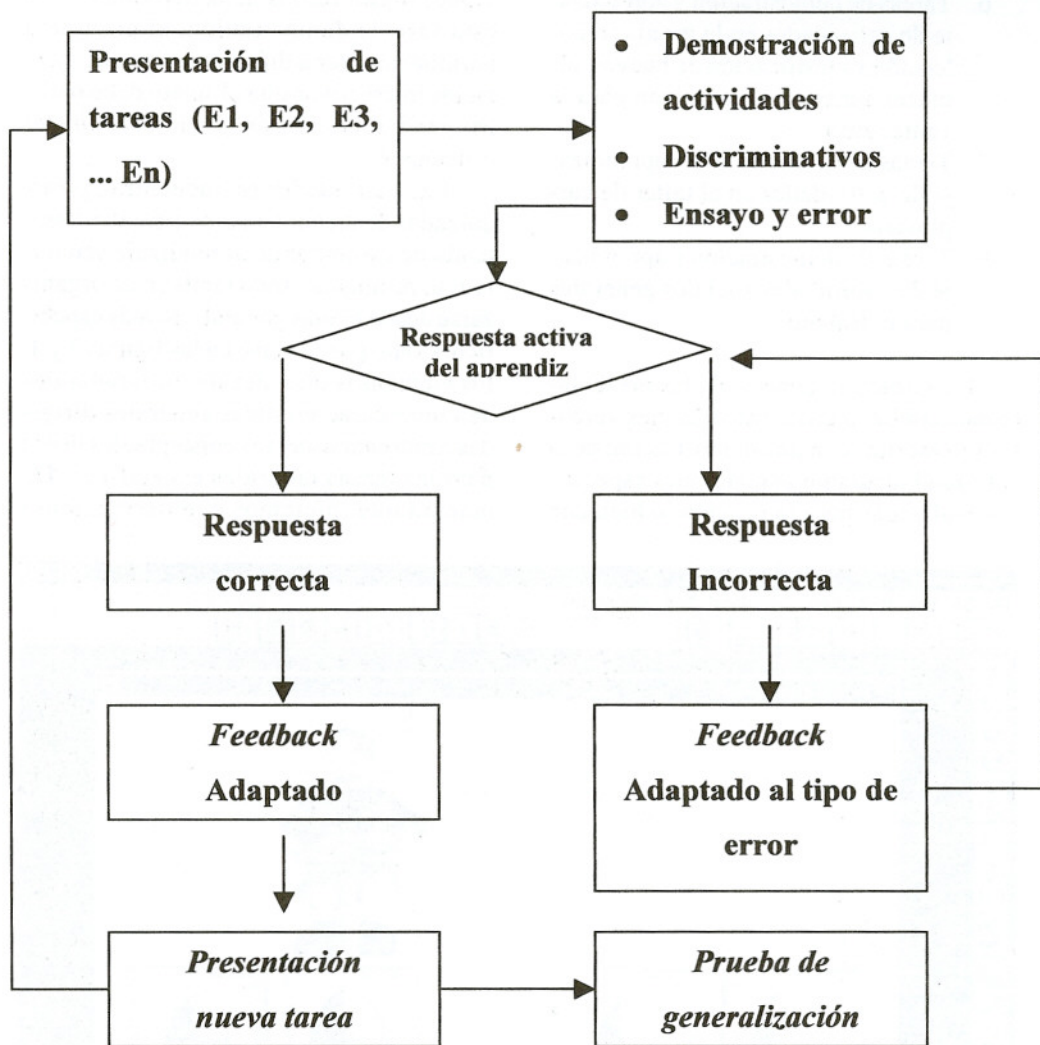 Presentación de
tareas (E1, E2, E3,
... En)
• Demostración de
actividades
• Discriminativos
• Ensayo y error
Respuesta activa
del aprendiz
Respuesta
correcta
Respuesta
Incorrecta
Feedback
Adaptado
Feedback
Adaptado al tipo de
error
Presentación
nueva tarea
Prueba de
generalización